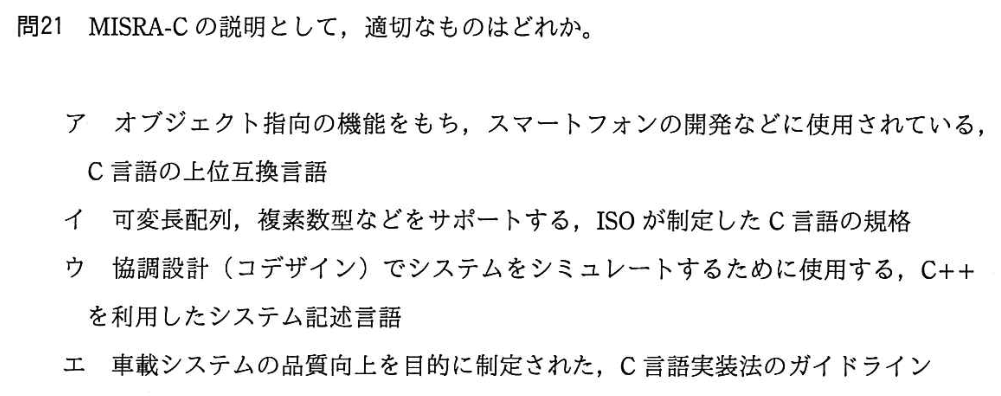 問21 MISRA-C の説明として，適切なものはどれか。
ア オブジェクト指向の機能をもち，スマートフォンの開発などに使用されている，
C 言語の上位互換言語
イ 可変長配列，複素数型などをサポートする，ISO が制定した C 言語の規格
ウ 協調設計（コデザイン）でシステムをシミュレートするために使用する，C++
を利用したシステム記述言語
エ 車載システムの品質向上を目的に制定された，C 言語実装法のガイドライン